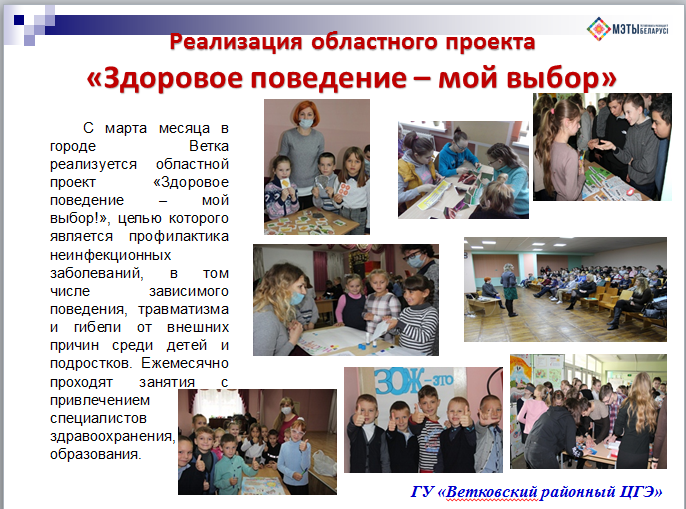 МЭТЫ
БЕЛАРУСІ
Реализация областного проекта
«Здоровое поведение – мой выбор»
С марта месяца в
городе Ветка
реализуется областной
проект «Здоровое
поведение – мой
выбор!», целью которого
является профилактика
неинфекционных
заболеваний, в том
числе зависимого
поведения, травматизма
и гибели от внешних
причин среди детей и
подростков. Ежемесячно
проходят занятия с
привлечением
специалистов
здравоохранения,
образования.
ЗОЖ – ЭТО
ГУ «Ветковский районный ЦГЭ»